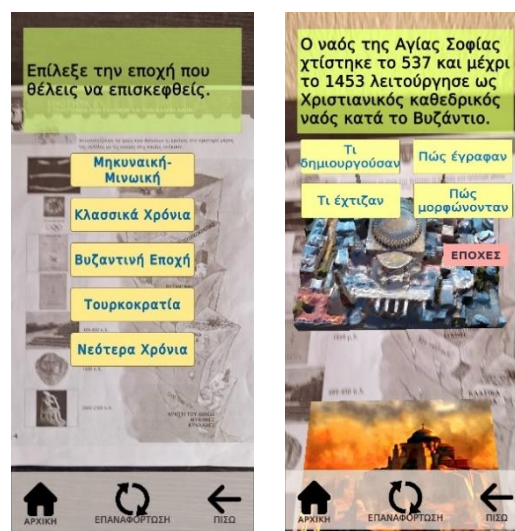 Επίλεξε την εποχή που
θέλεις να επισκεφθείς.
Μηκυναική-
Μινωική
Κλασσικά Χρόνια
Βυζαντινή Εποχή
Τουρκοκρατία
Νεότερα Χρόνια
ΑΡΧΙΚΗ
ΕΠΑΝΑΦΟΡΤΩΣΗ
ΠΙΣΩ
Ο ναός της Αγίας Σοφίας
χτίστηκε το 537 και μέχρι
το 1453 λειτούργησε ως
Χριστιανικός καθεδρικός
ναός κατά το Βυζάντιο.
Τι
δημιουργούσαν
Πώς έγραφαν
Τι έχτιζαν
Πώς
μορφώνονταν
ΕΠΟΧΕΣ
ΑΡΧΙΚΗ
ΕΠΑΝΑΦΟΡΤΩΣΗ
ΠΙΣΩ